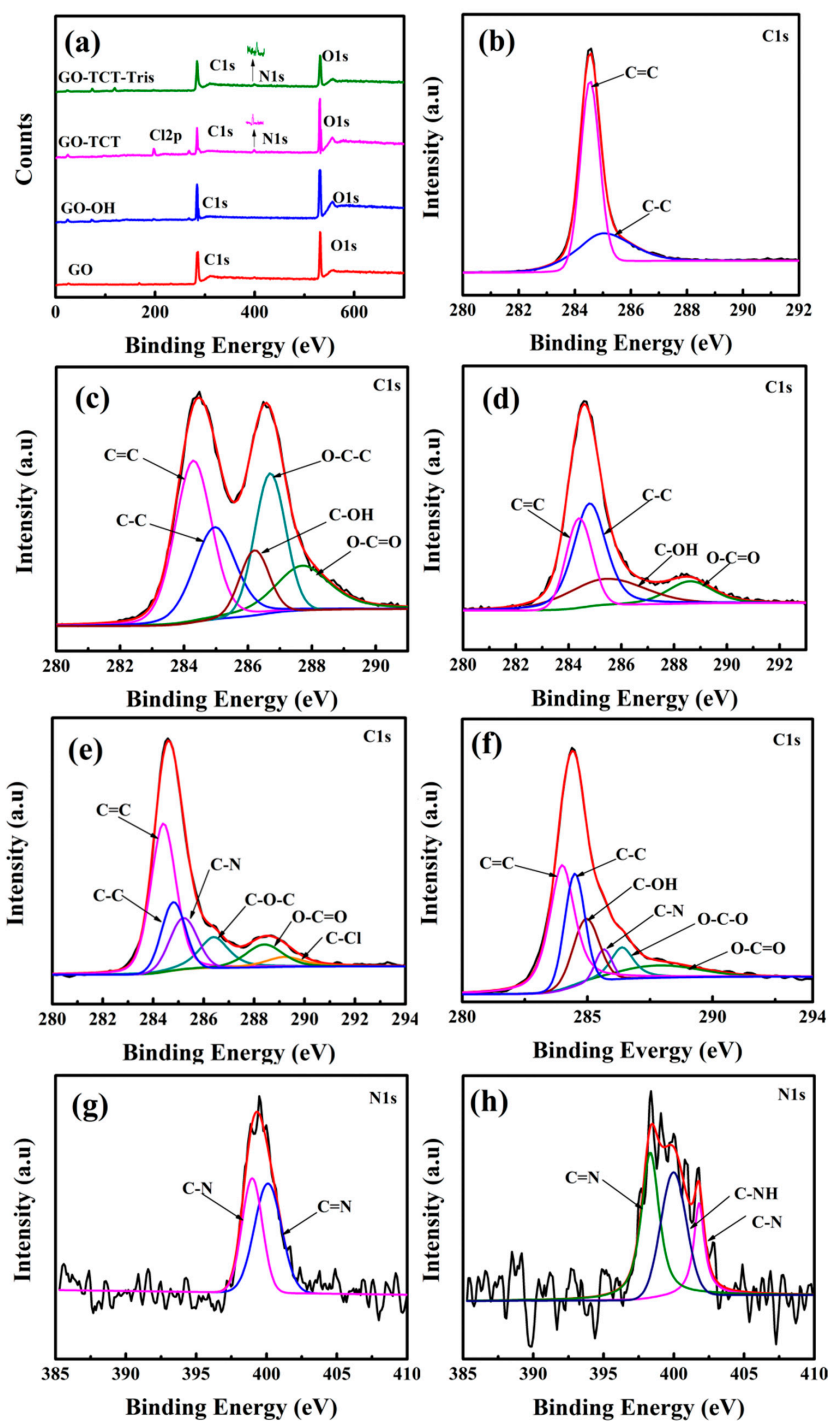 (a)
GO-TCT-Tris
C1s
N1s
O1s
GO-TCT
Cl2p
C1s
N1s
O1s
GO-OH
C1s
O1s
GO
C1s
O1s
Counts
0 200 400 600
Binding Energy (eV)
(b)
C1s
C=C
C-C
Intensity (a.u)
280 282 284 286 288 290 292
Binding Energy (eV)
(c)
C1s
C=C
O-C-C
C-C
C-OH
O-C=O
Intensity (a.u)
280 282 284 286 288 290
Binding Energy (eV)
(d)
C1s
C=C
C-C
C-OH
O-C=O
Intensity (a.u)
280 282 284 286 288 290 292
Binding Energy (eV)
(e)
C1s
C=C
C-C
C-N
C-O-C
O-C=O
C-Cl
Intensity (a.u)
280 282 284 286 288 290 292 294
Binding Energy (eV)
(f)
C1s
C=C
C-C
C-OH
C-N
O-C-O
O-C=O
Intensity (a.u)
280 285 290 294
Binding Evergy (eV)
(g)
N1s
C-N
C=N
Intensity (a.u)
385 390 395 400 405 410
Binding Energy (eV)
(h)
N1s
C=N
C-NH
C-N
Intensity (a.u)
385 390 395 400 405 410
Binding Energy (eV)